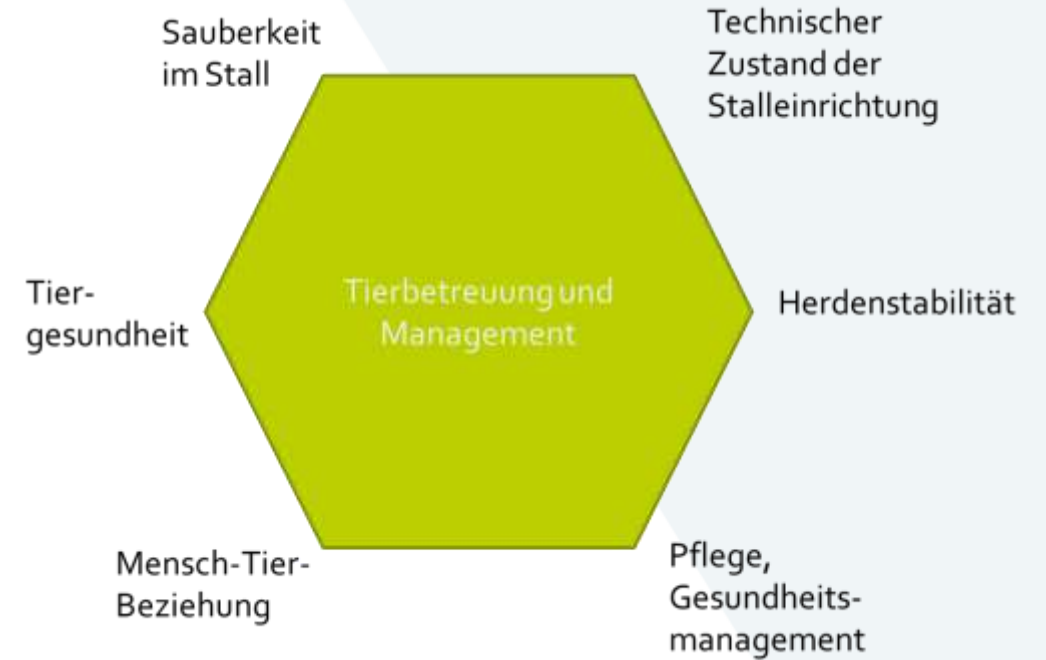 Sauberkeit
im Stall
Technischer
Zustand der
Stalleinrichtung
Tier-
gesundheit
Tierbetreuung und
Management
Herdenstabilität
Mensch-Tier-
Beziehung
Pflege,
Gesundheits-
management